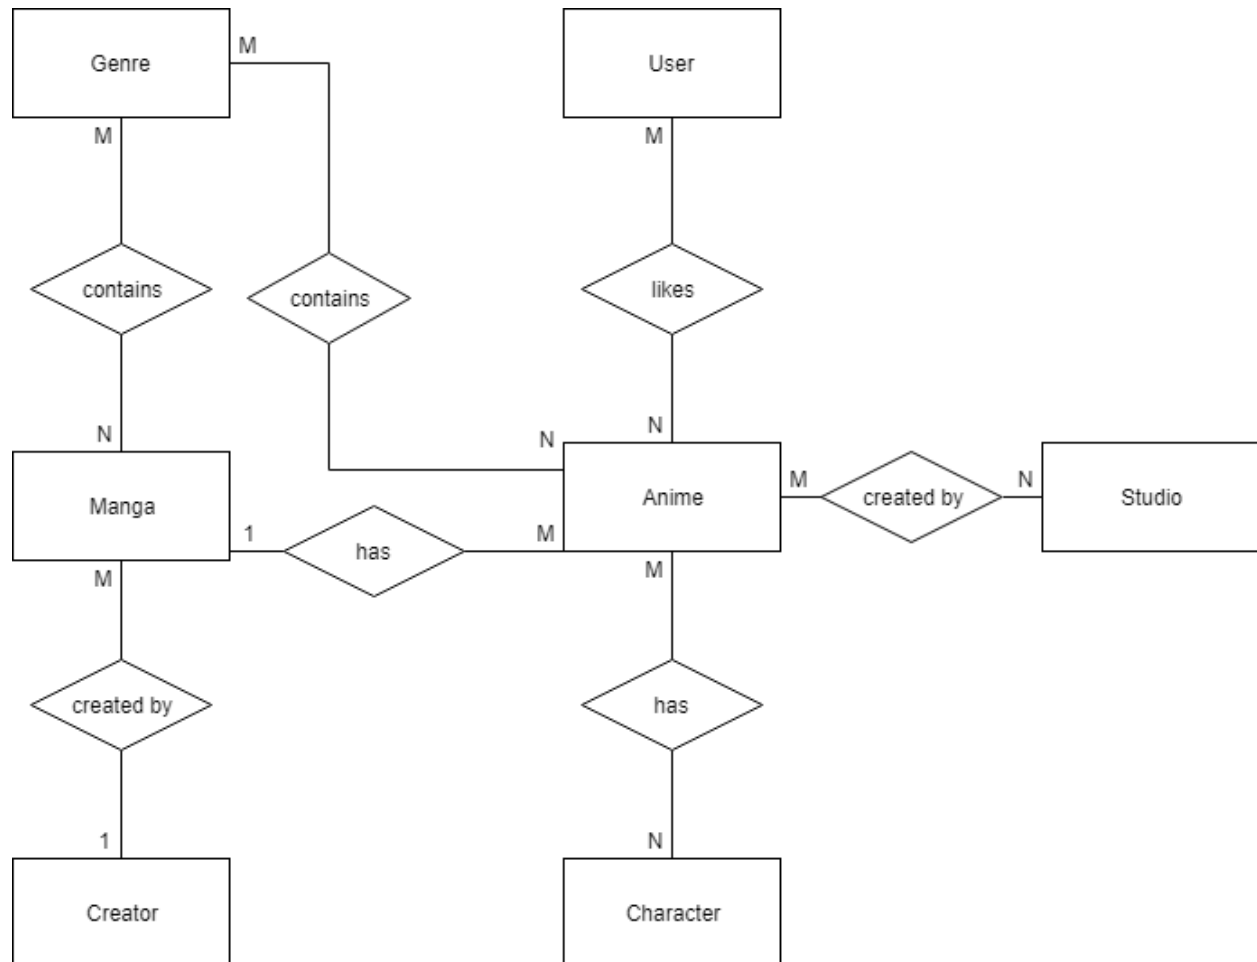 Genre
M
User
M
M
contains
contains
likes
N
N
N
Manga
Anime
M
created by
N
Studio
1
has
M
M
M
created by
has
1
N
Creator
Character